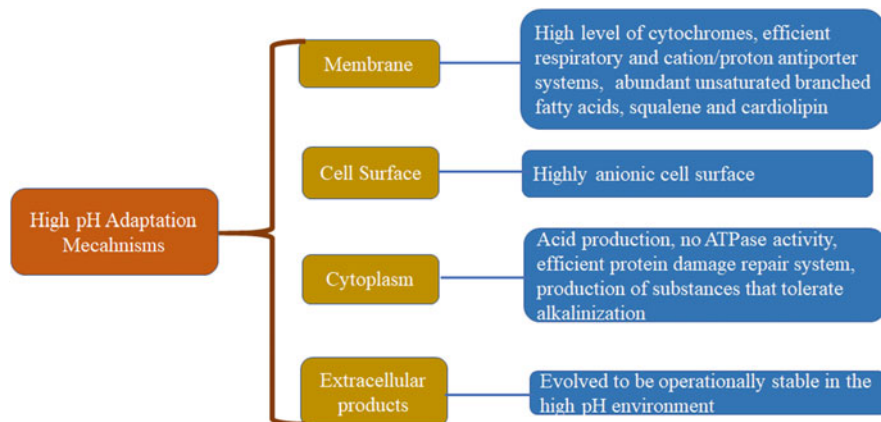 High pH Adaptation
Mecahnisms
Membrane
High level of cytochromes, efficient
respiratory and cation/proton antiporter
systems, abundant unsaturated branched
fatty acids, squalene and cardiolipin
Cell Surface
Highly anionic cell surface
Cytoplasm
Acid production, no ATPase activity,
efficient protein damage repair system,
production of substances that tolerate
alkalinization
Extracellular
products
Evolved to be operationally stable in the
high pH environment